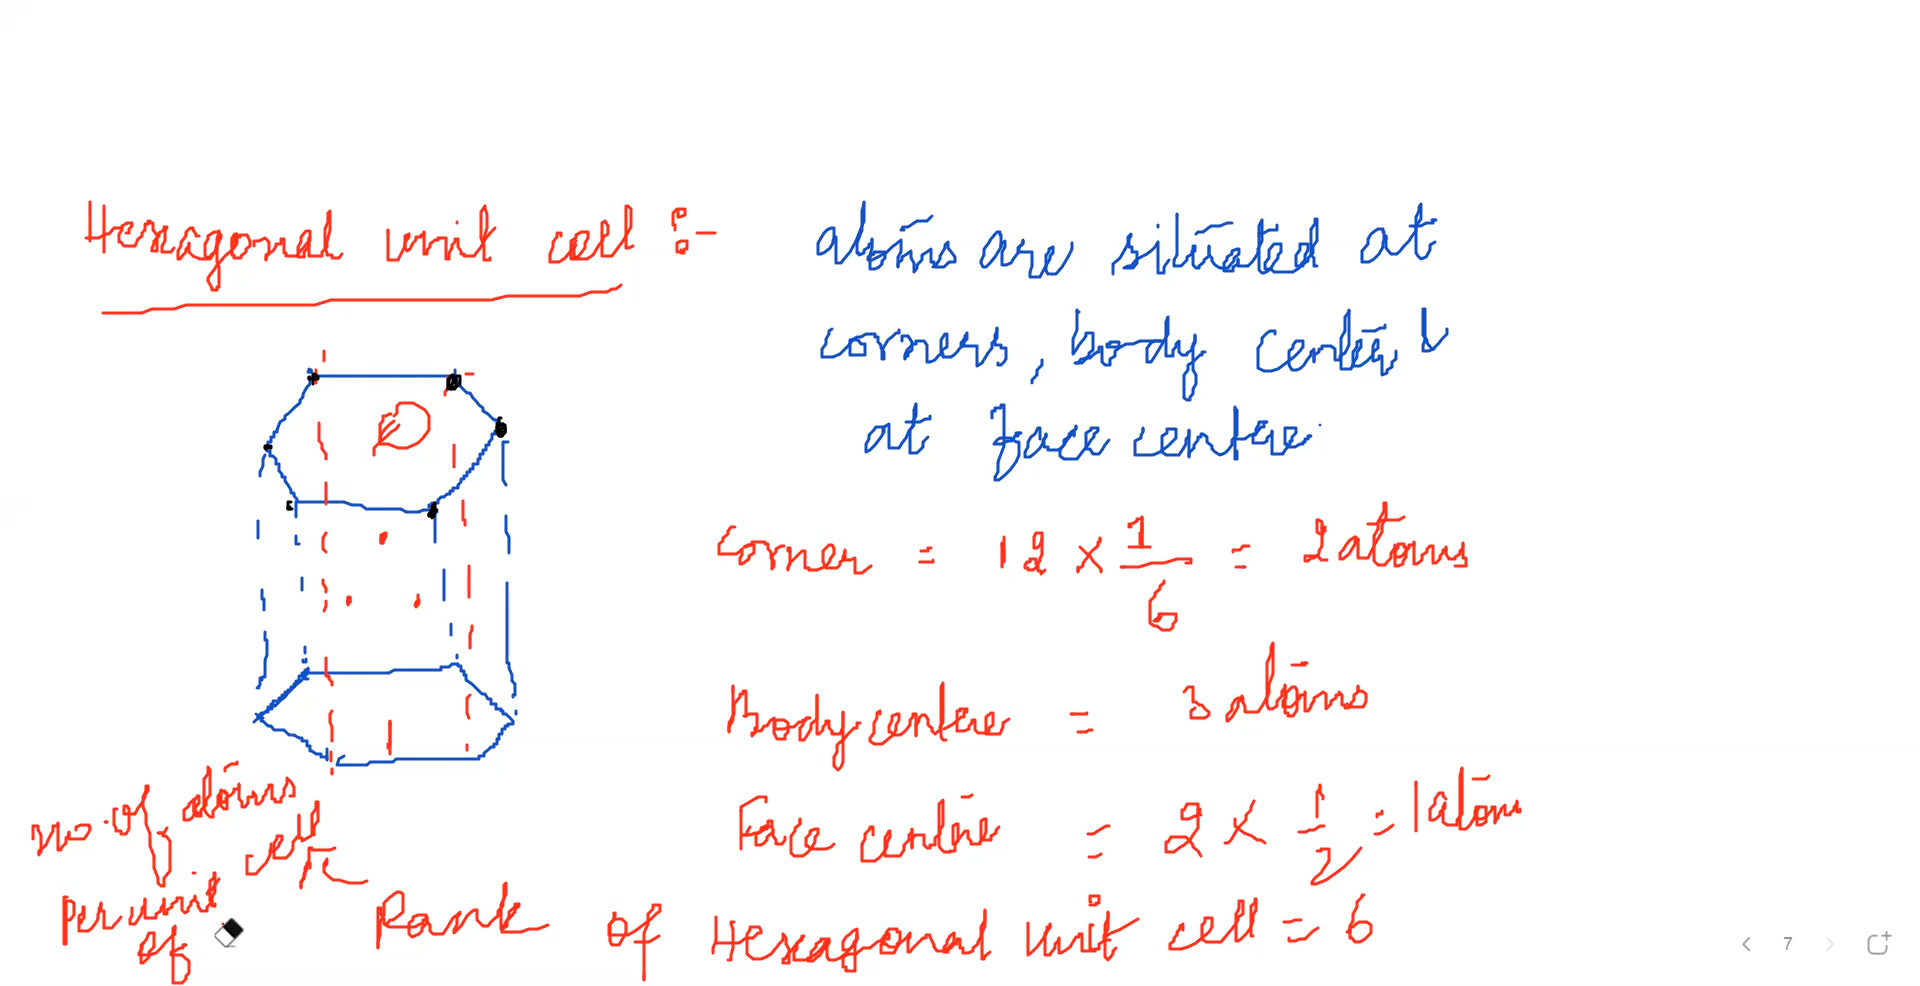 Hexagonal unit cell :-
atoms are situated at
corners, body centre &
at face centre.
corner = 12 × 1/6 = 2 atoms
Body centre = 3 atoms
Face centre = 2 × 1/2 = 1 atom
no. of atoms
per unit cell
of
Rank of Hexagonal unit cell = 6
7